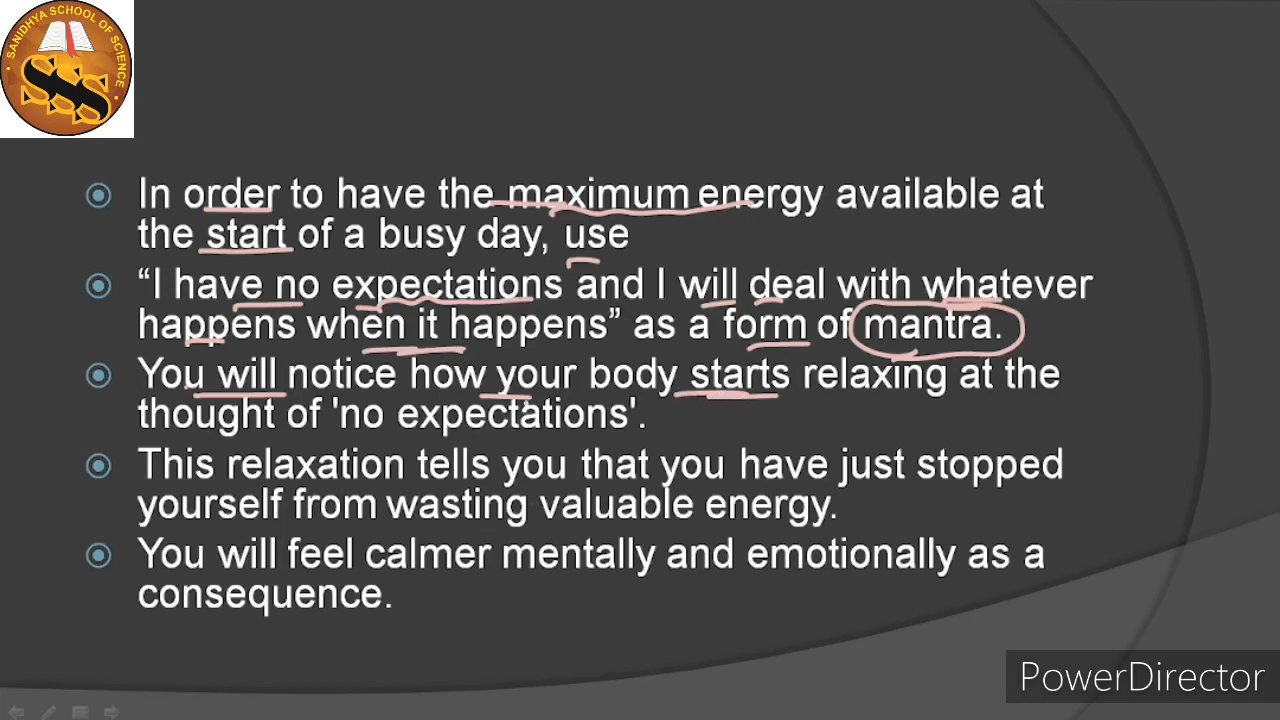 SANIDHYA SCHOOL OF SCIENCE
SSS
In order to have the maximum energy available at
the start of a busy day, use
“I have no expectations and I will deal with whatever
happens when it happens” as a form of mantra.
You will notice how your body starts relaxing at the
thought of 'no expectations'.
This relaxation tells you that you have just stopped
yourself from wasting valuable energy.
You will feel calmer mentally and emotionally as a
consequence.
PowerDirector